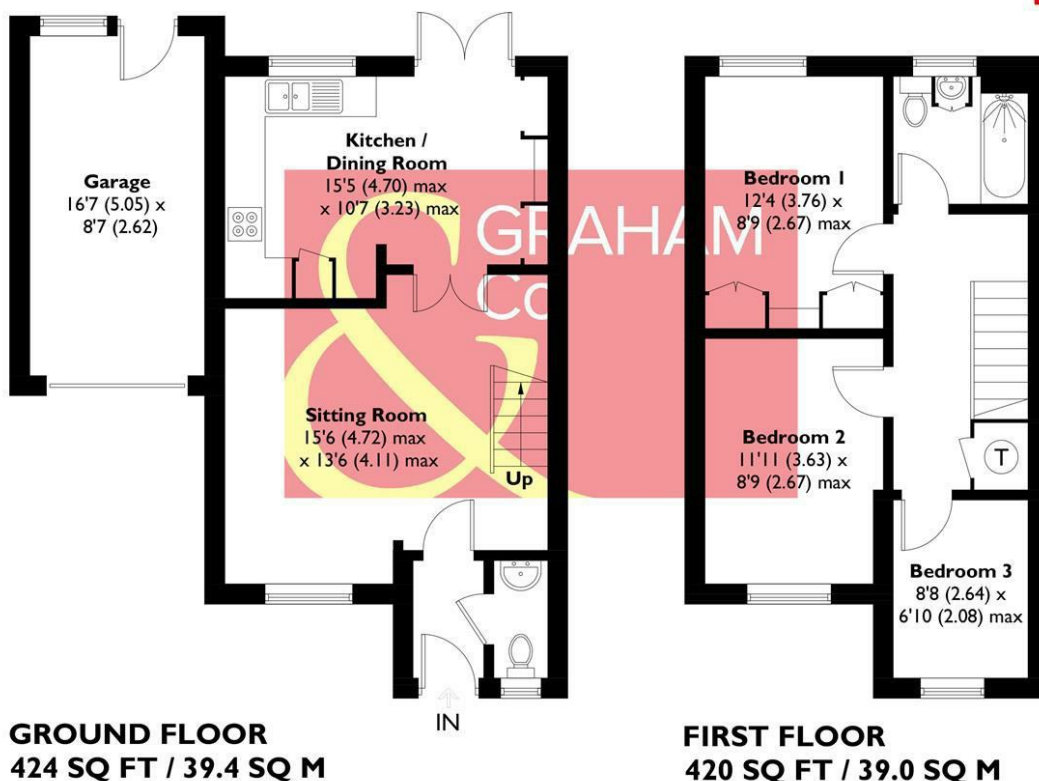 Garage
16'7 (5.05) x
8'7 (2.62)
Kitchen /
Dining Room
15'5 (4.70) max
x 10'7 (3.23) max
GRAHAM
&
Co
Sitting Room
15'6 (4.72) max
x 13'6 (4.11) max
Up
IN
Bedroom 1
12'4 (3.76) x
8'9 (2.67) max
Bedroom 2
11'11 (3.63) x
8'9 (2.67) max
T
Bedroom 3
8'8 (2.64) x
6'10 (2.08) max
GROUND FLOOR
424 SQ FT / 39.4 SQ M
FIRST FLOOR
420 SQ FT / 39.0 SQ M